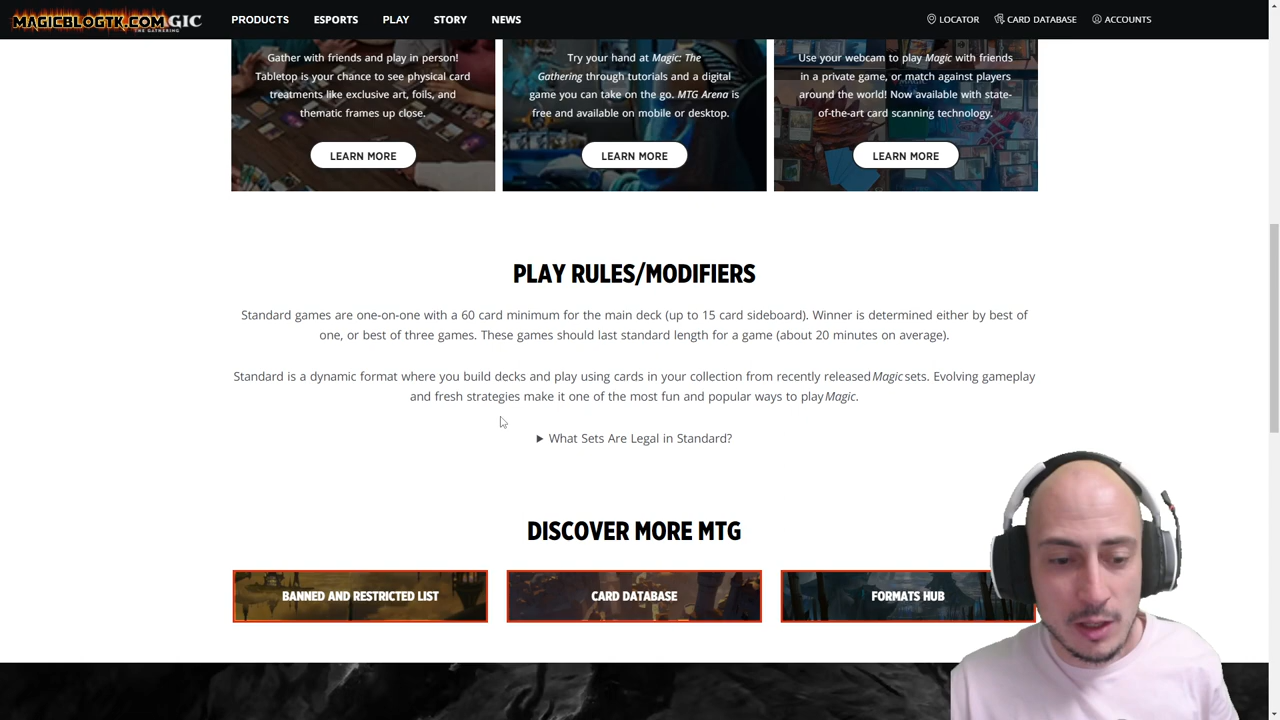 MAGICBLOGTK.COM GIC
THE GATHERING
PRODUCTS ESPORTS PLAY STORY NEWS
LOCATOR CARD DATABASE ACCOUNTS
Gather with friends and play in person!
Tabletop is your chance to see physical card
treatments like exclusive art, foils, and
thematic frames up close.
LEARN MORE
Try your hand at Magic: The
Gathering through tutorials and a digital
game you can take on the go. MTG Arena is
free and available on mobile or desktop.
LEARN MORE
Use your webcam to play Magic with friends
in a private game, or match against players
around the world! Now available with state-
of-the-art card scanning technology.
LEARN MORE
PLAY RULES/MODIFIERS
Standard games are one-on-one with a 60 card minimum for the main deck (up to 15 card sideboard). Winner is determined either by best of
one, or best of three games. These games should last standard length for a game (about 20 minutes on average).
Standard is a dynamic format where you build decks and play using cards in your collection from recently released Magic sets. Evolving gameplay
and fresh strategies make it one of the most fun and popular ways to play Magic.
▶ What Sets Are Legal in Standard?
DISCOVER MORE MTG
BANNED AND RESTRICTED LIST CARD DATABASE FORMATS HUB